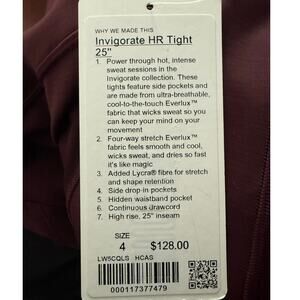 WHY WE MADE THIS
Invigorate HR Tight
25"
1. Power through hot, intense
sweat sessions in the
Invigorate collection. These
tights feature side pockets and
are made from ultra-breathable,
cool-to-the-touch Everlux™
fabric that wicks sweat so you
can keep your mind on your
movement
2. Four-way stretch Everlux™
fabric feels smooth and cool,
wicks sweat, and dries so fast
it's like magic
3. Added Lycra® fibre for stretch
and shape retention
4. Side drop-in pockets
5. Hidden waistband pocket
6. Continuous drawcord
7. High rise, 25" inseam
SIZE
4 $128.00
LW5CQLS HCAS
000117377479